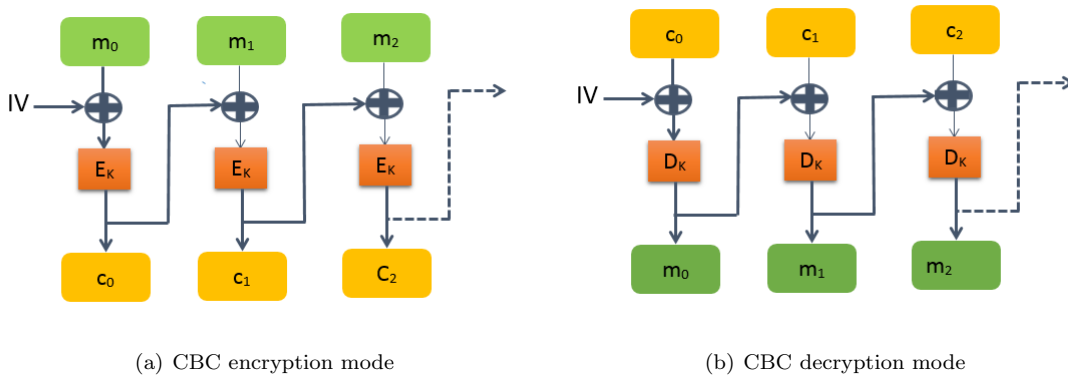 m₀ m₁ m₂
IV
Eₖ Eₖ Eₖ
c₀ c₁ C₂
(a) CBC encryption mode
c₀ c₁ c₂
IV
Dₖ Dₖ Dₖ
m₀ m₁ m₂
(b) CBC decryption mode